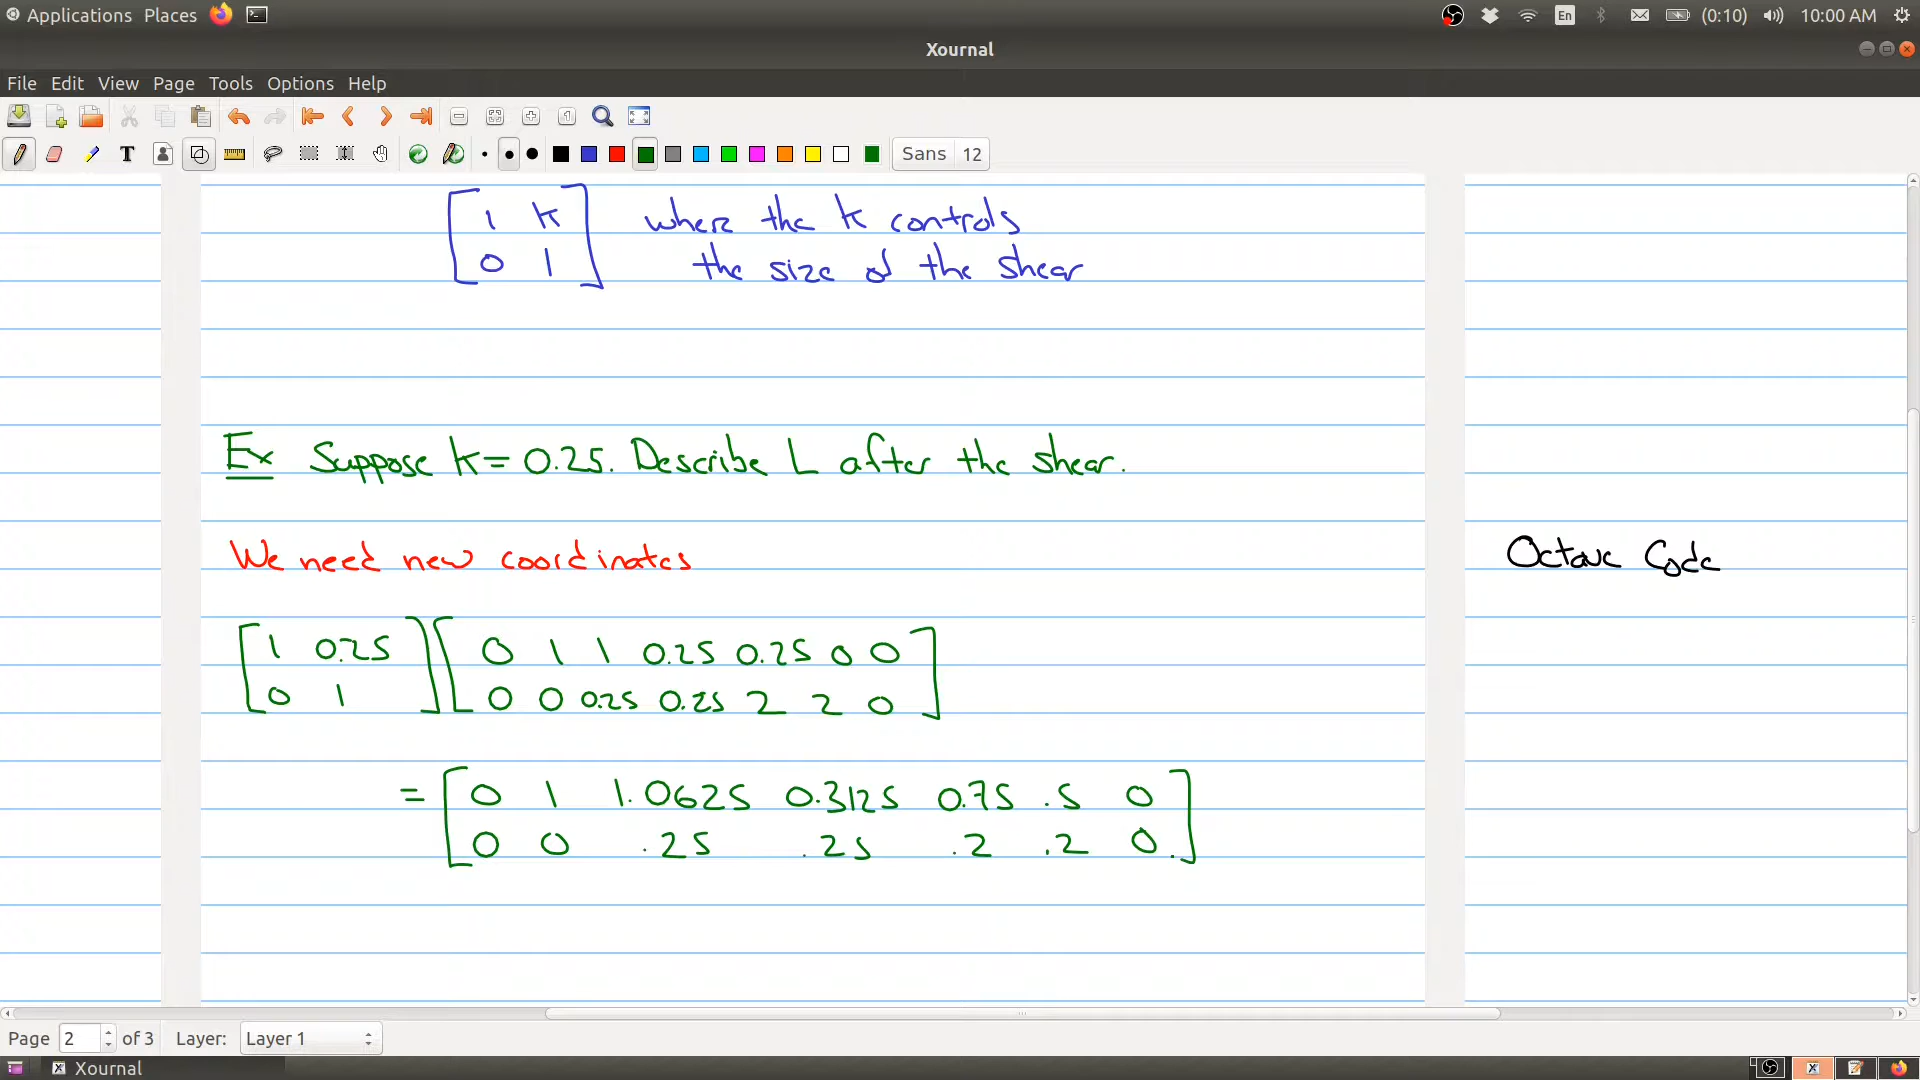 Applications Places En (0:10) 10:00 AM
Xournal
File Edit View Page Tools Options Help
Sans 12
[1 k] where the k controls
[0 1] the size of the shear
Ex Suppose k = 0.25. Describe L after the shear.
We need new coordinates
Octave Code
[1 0.25] [0 1 1 0.25 0.25 0 0]
[0 1] [0 0 0.25 0.25 2 2 0]
= [0 1 1.0625 0.3125 0.75 .5 0]
[0 0 .25 .25 .2 .2 0.]
Page 2 of 3 Layer: Layer 1
Xournal